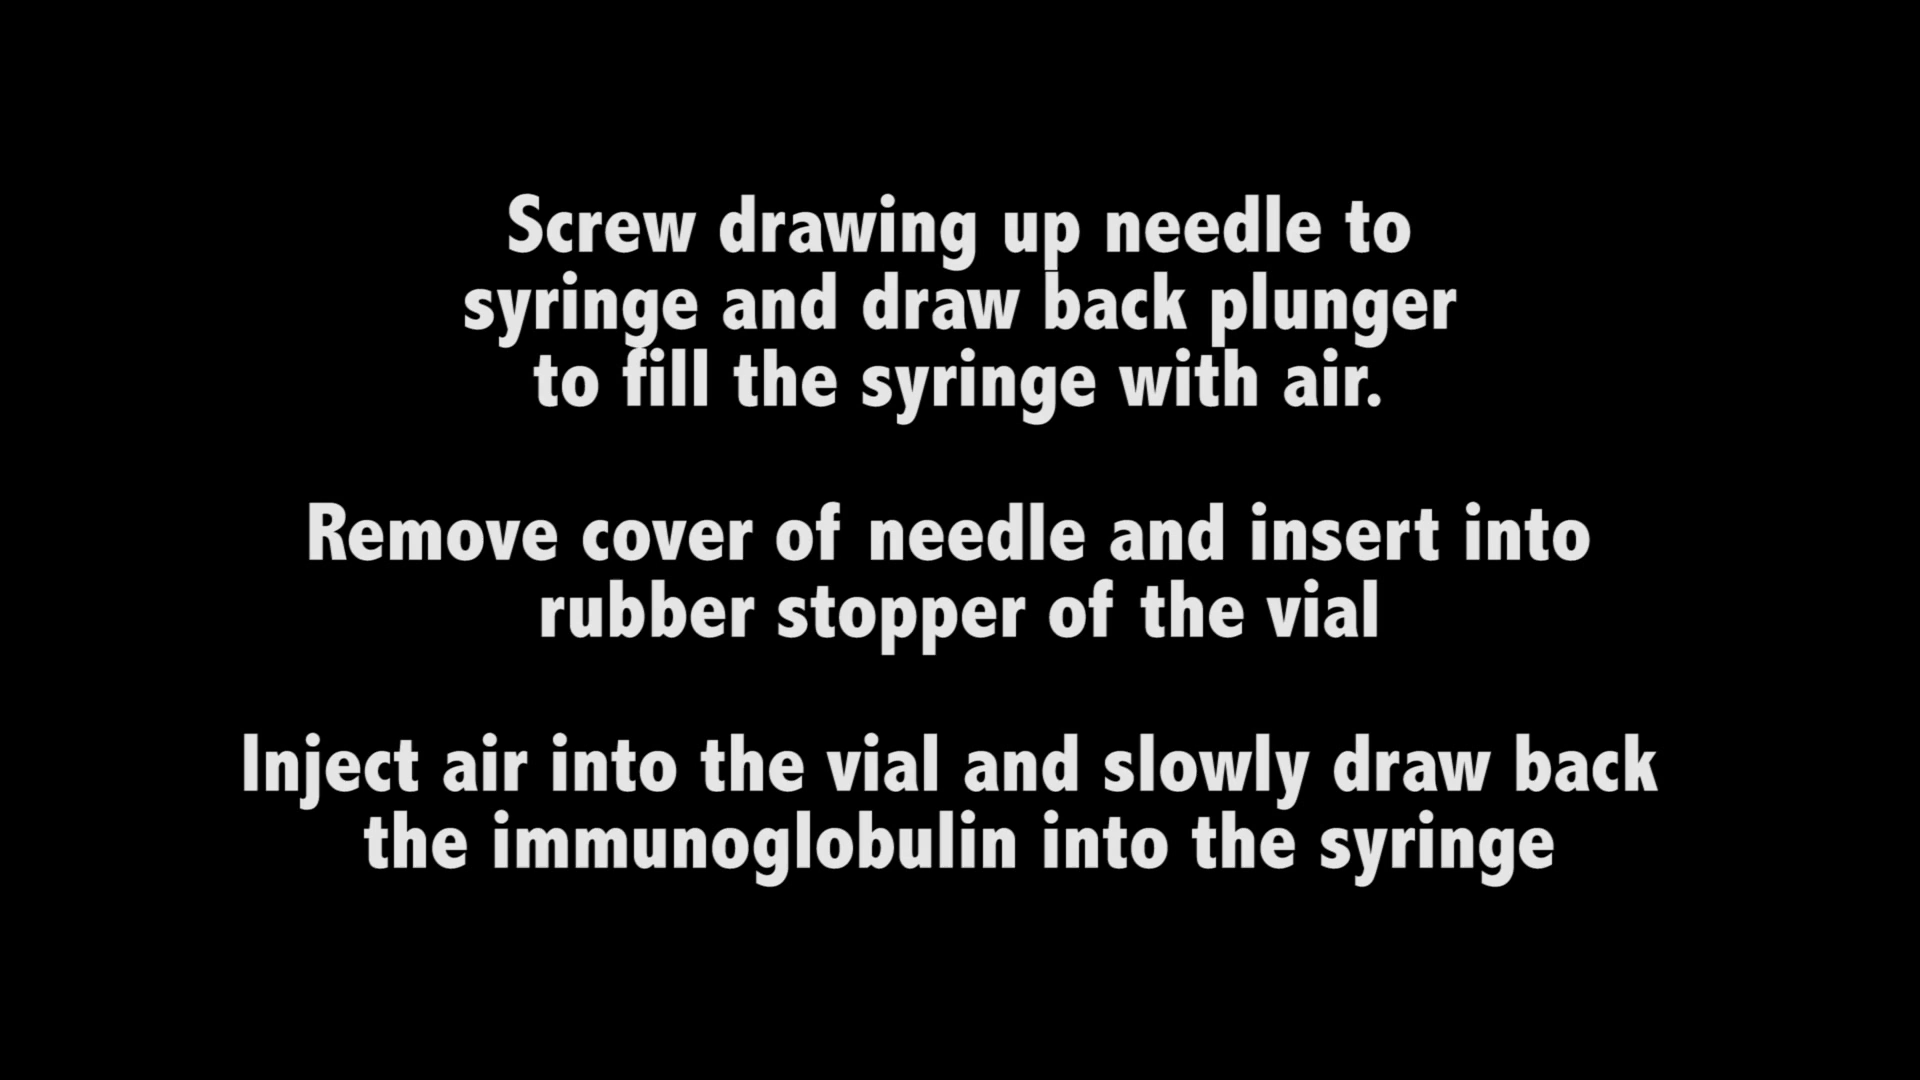 Screw drawing up needle to
syringe and draw back plunger
to fill the syringe with air.
Remove cover of needle and insert into
rubber stopper of the vial
Inject air into the vial and slowly draw back
the immunoglobulin into the syringe